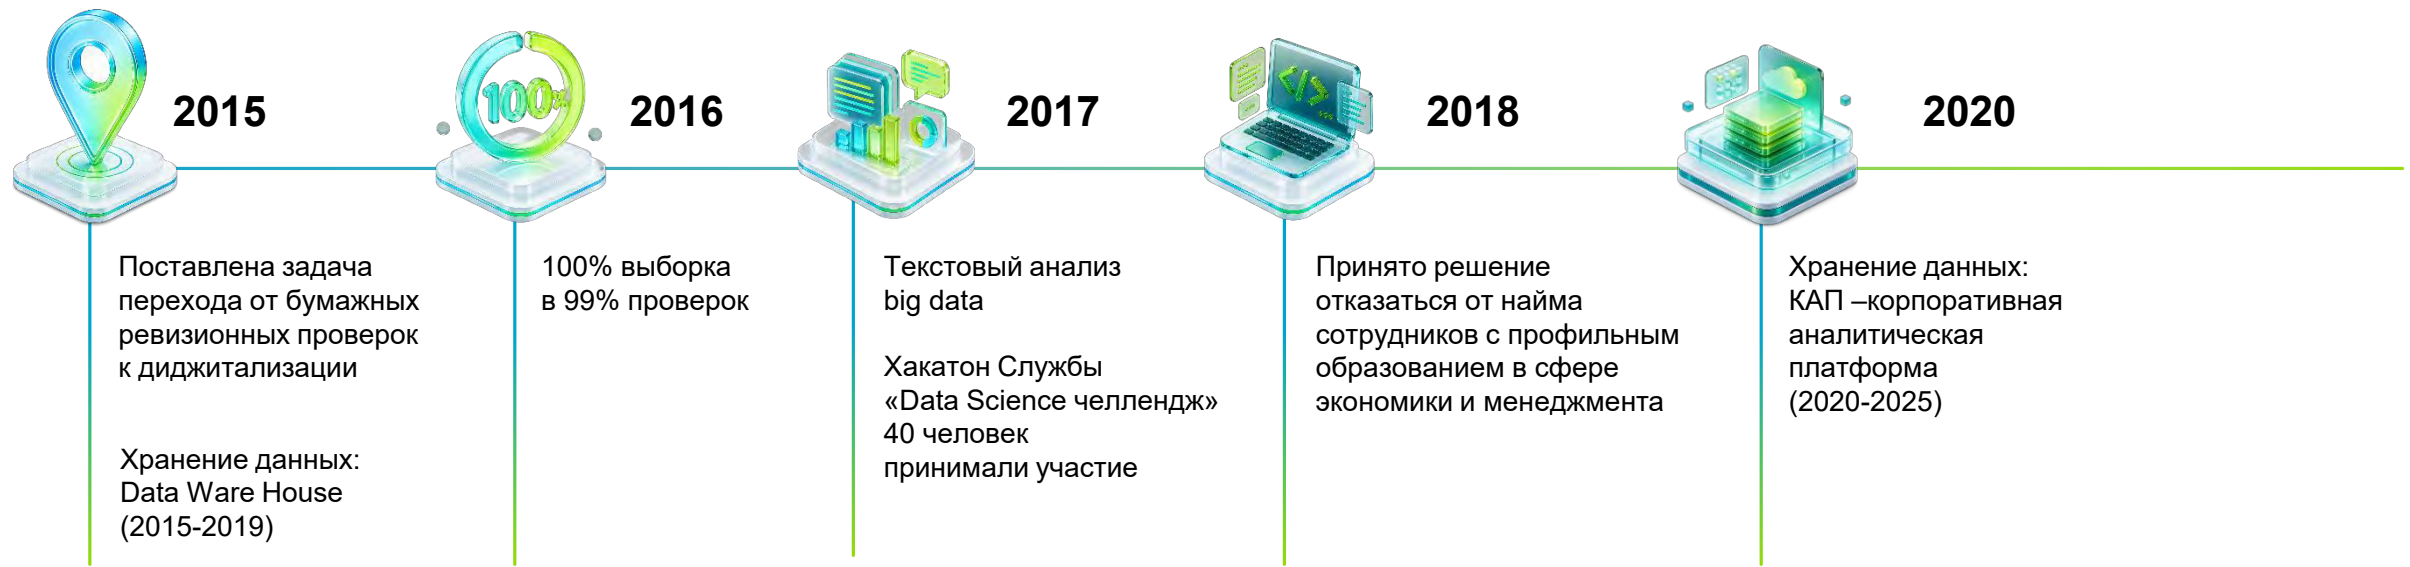 2015
Поставлена задача
перехода от бумажных
ревизионных проверок
к диджитализации
Хранение данных:
Data Ware House
(2015-2019)
100%
2016
100% выборка
в 99% проверок
2017
Текстовый анализ
big data
Хакатон Службы
«Data Science челлендж»
40 человек
принимали участие
</>
2018
Принято решение
отказаться от найма
сотрудников с профильным
образованием в сфере
экономики и менеджмента
2020
Хранение данных:
КАП –корпоративная
аналитическая
платформа
(2020-2025)